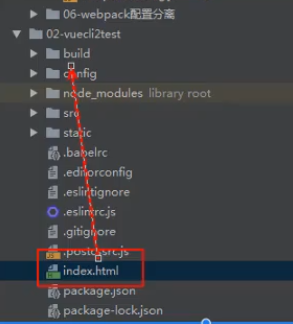 06-webpack配置分离
02-vuecli2test
build
config
node_modules library root
src
static
.babelrc
.editorconfig
.eslintignore
.eslintrc.js
.gitignore
.postcssrc.js
index.html
package.json
package-lock.json